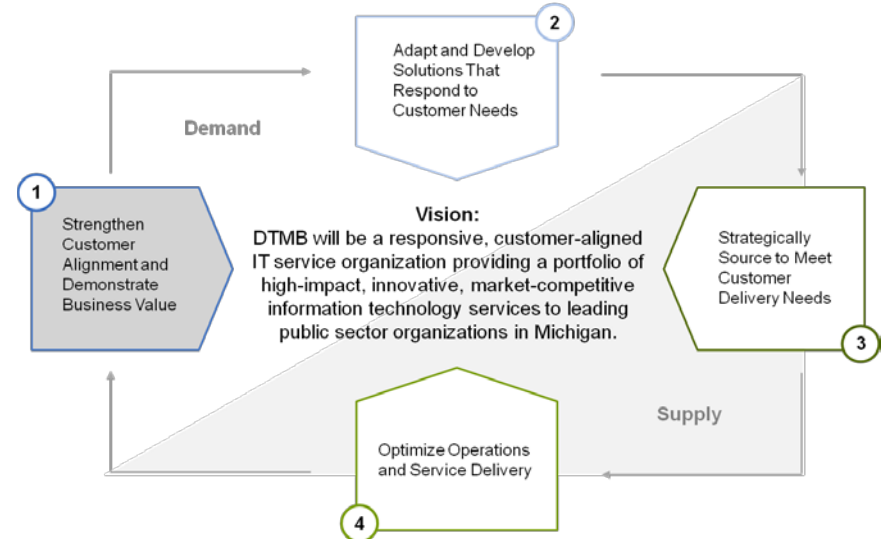 2
Adapt and Develop
Solutions That
Respond to
Customer Needs
Demand
1
Strengthen
Customer
Alignment and
Demonstrate
Business Value
Vision:
DTMB will be a responsive, customer-aligned
IT service organization providing a portfolio of
high-impact, innovative, market-competitive
information technology services to leading
public sector organizations in Michigan.
Strategically
Source to Meet
Customer
Delivery Needs
3
Supply
Optimize Operations
and Service Delivery
4